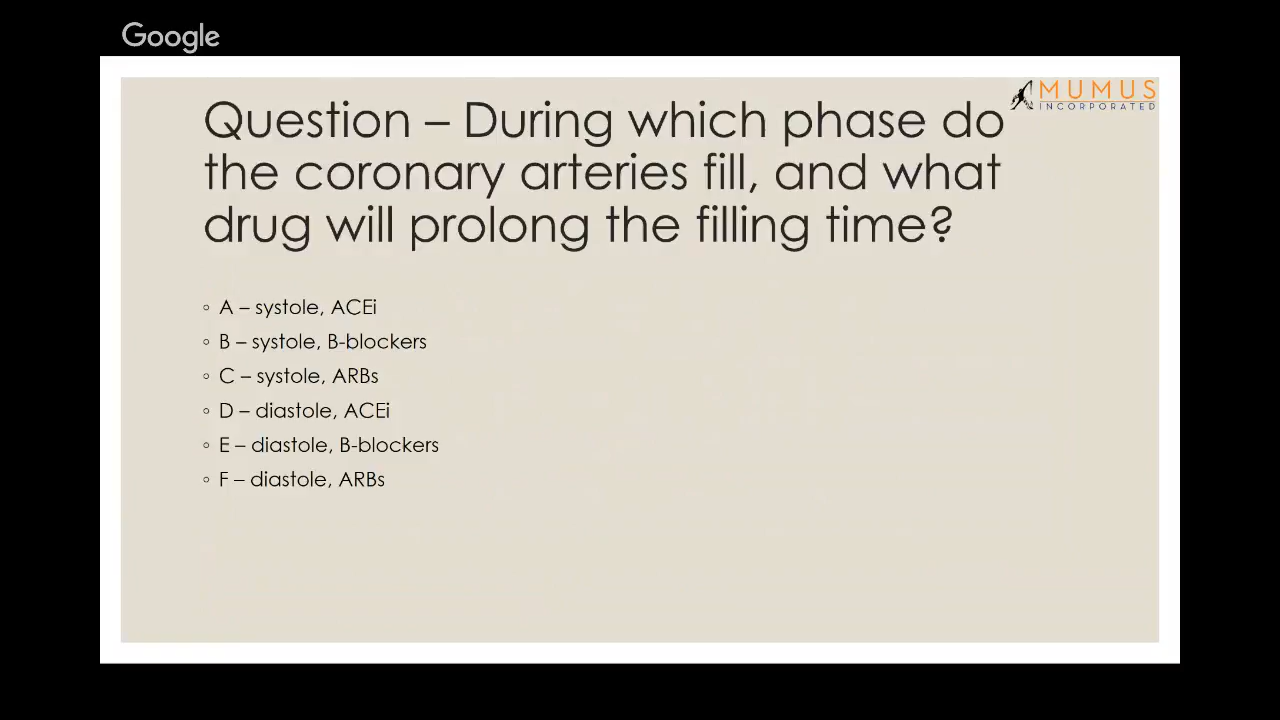 Google
MUMUS
INCORPORATED
Question – During which phase do
the coronary arteries fill, and what
drug will prolong the filling time?
◦ A – systole, ACEi
◦ B – systole, B-blockers
◦ C – systole, ARBs
◦ D – diastole, ACEi
◦ E – diastole, B-blockers
◦ F – diastole, ARBs